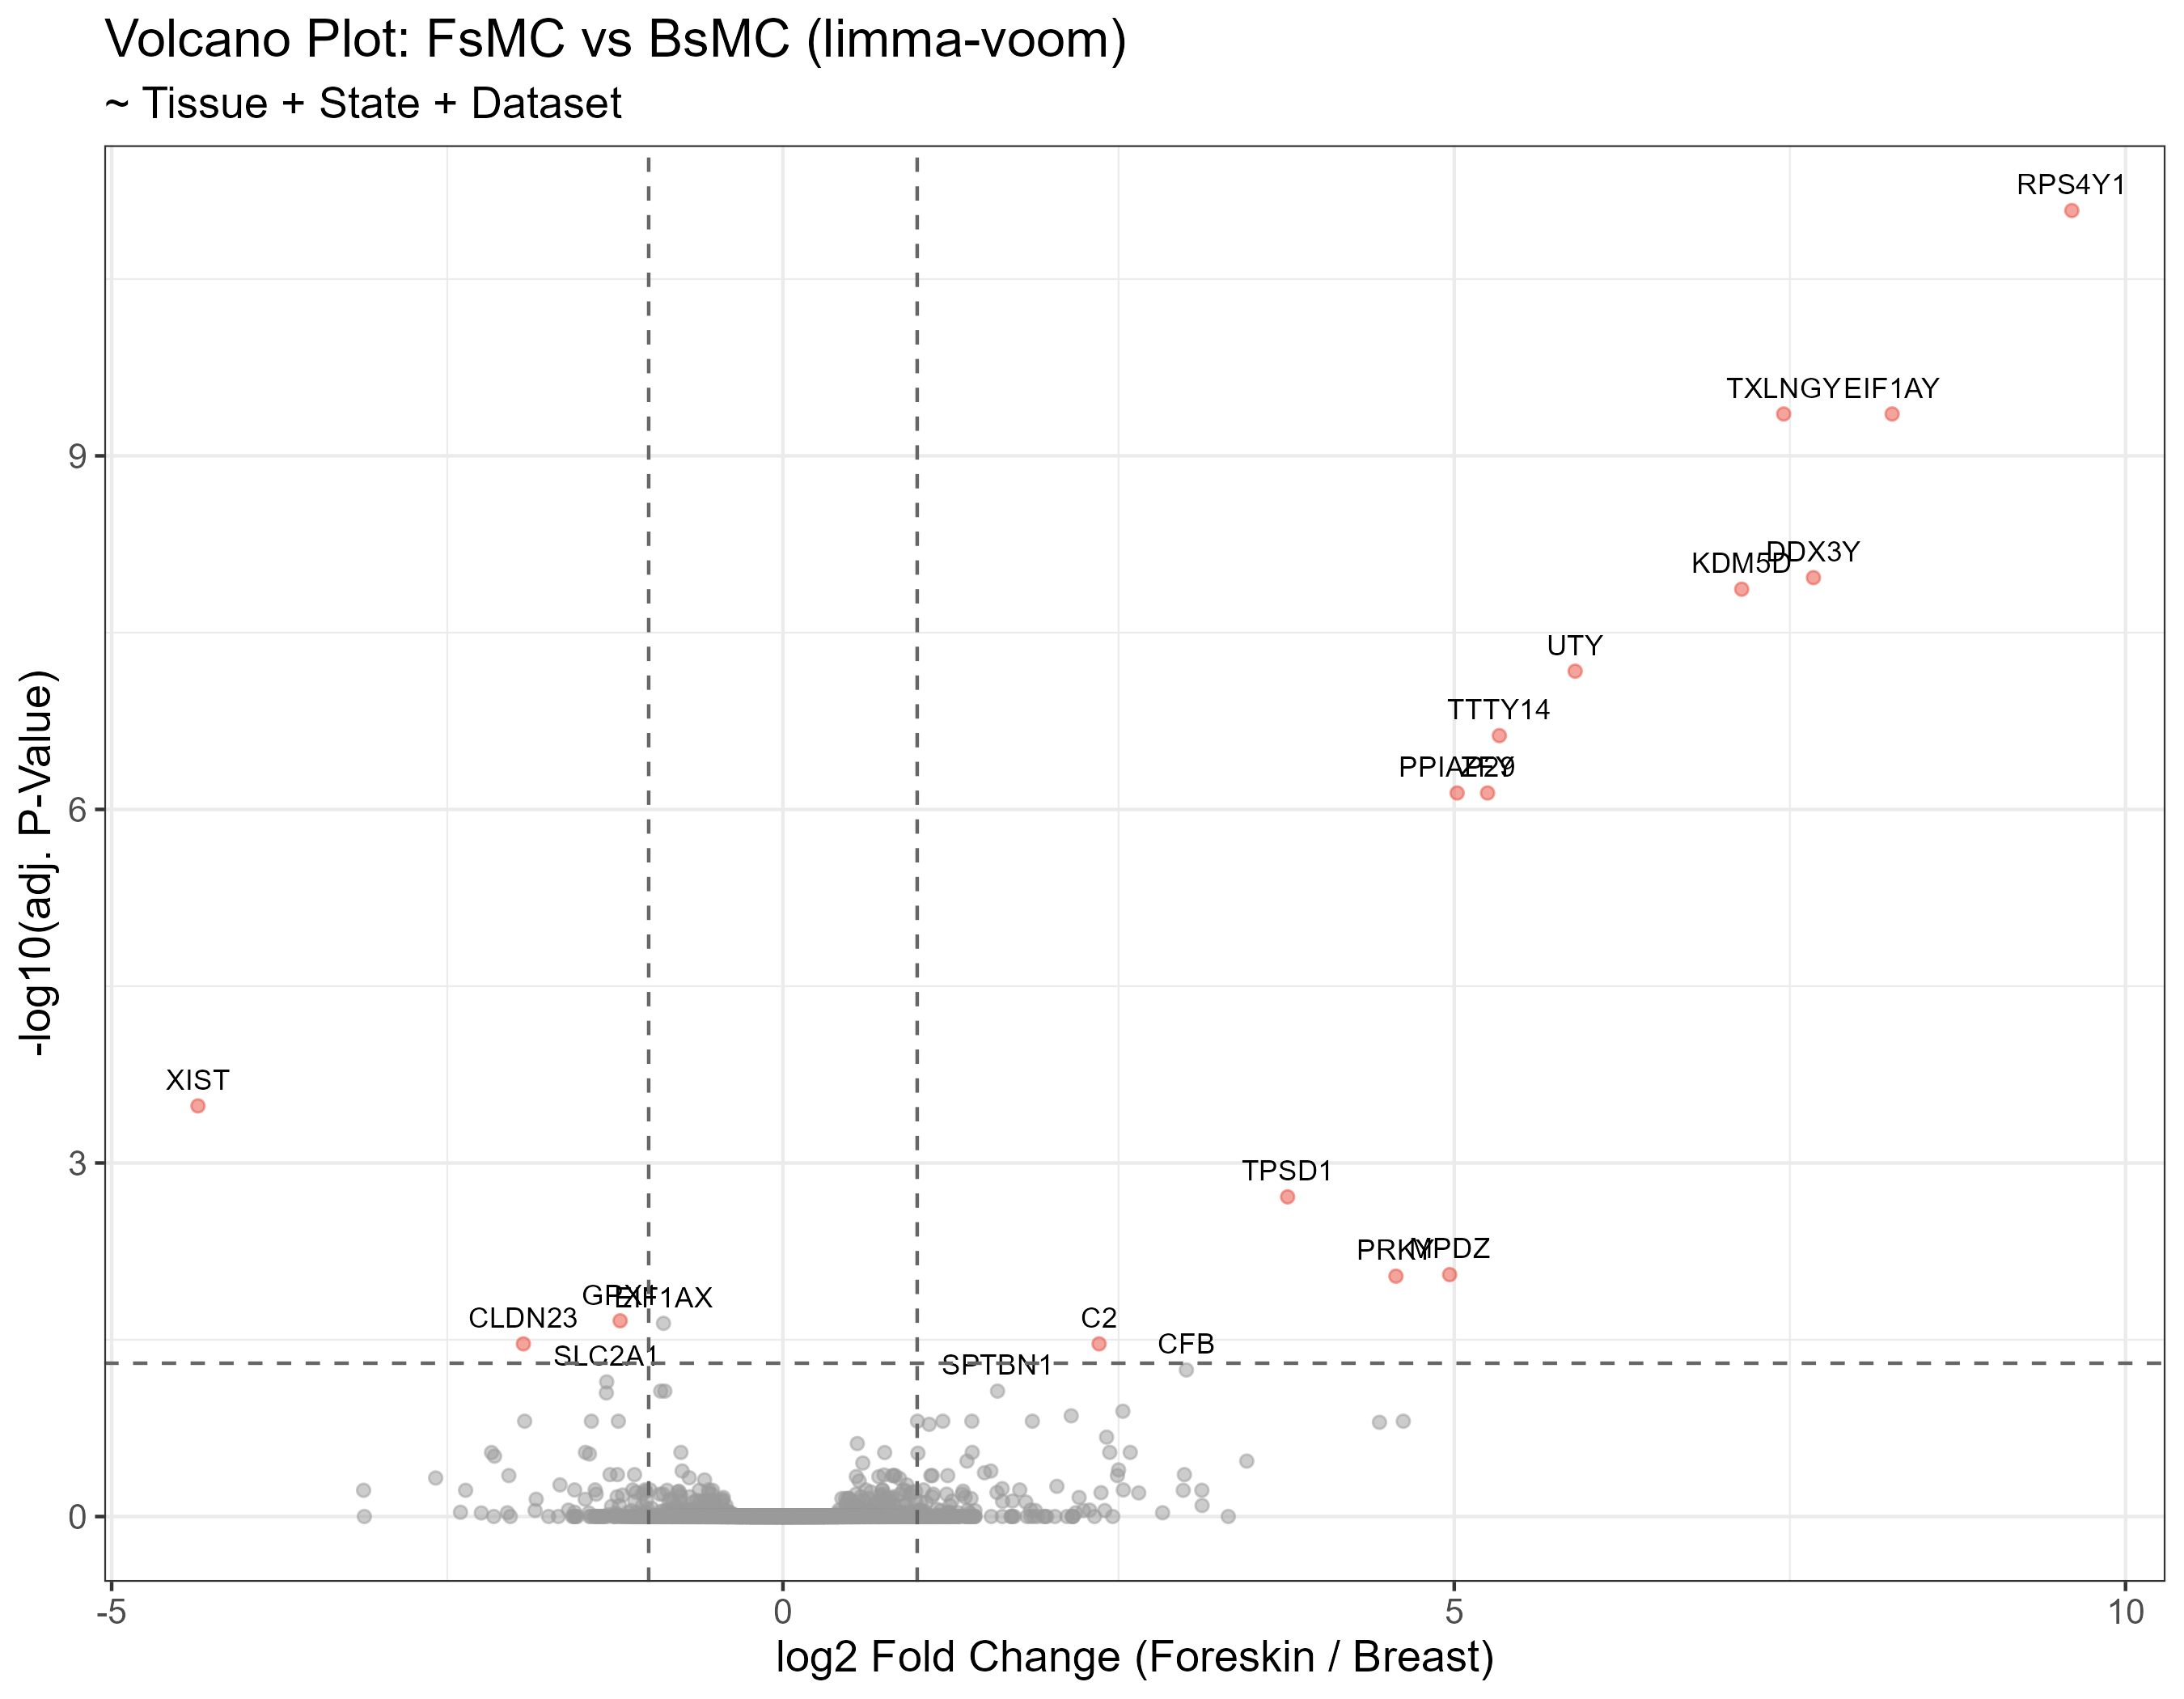 Volcano Plot: FsMC vs BsMC (limma-voom)
~ Tissue + State + Dataset
RPS4Y1
TXLNGY
EIF1AY
DDX3Y
KDM5D
UTY
TTTY14
ZFY
XIST
TPSD1
PRKY
MPDZ
EIF1AX
CLDN23
C2
CFB
SLC2A1
SPTBN1
9
6
3
0
-log10(adj. P-Value)
-5
0
5
10
log2 Fold Change (Foreskin / Breast)